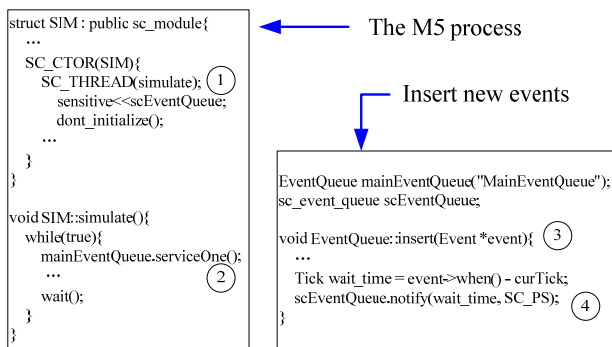 struct SIM : public sc_module{
...
SC_CTOR(SIM){
SC_THREAD(simulate); 1
sensitive<<scEventQueue;
dont_initialize();
...
}
}
void SIM::simulate(){
while(true){
mainEventQueue.serviceOne();
... 2
wait();
}
}
The M5 process
Insert new events
EventQueue mainEventQueue("MainEventQueue");
sc_event_queue scEventQueue;
void EventQueue::insert(Event *event){ 3
...
Tick wait_time = event->when() - curTick;
scEventQueue.notify(wait_time, SC_PS); 4
}